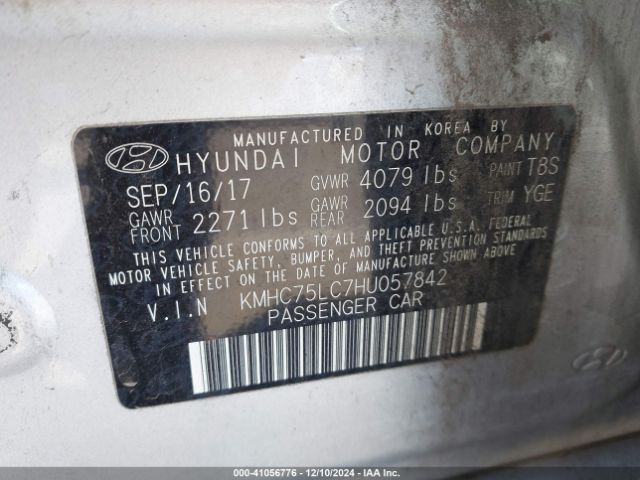 MANUFACTURED IN KOREA BY
HYUNDAI MOTOR COMPANY
SEP/16/17 GVWR 4079 lbs PAINT T8S
GAWR FRONT 2271 lbs GAWR REAR 2094 lbs TRIM YGE
THIS VEHICLE CONFORMS TO ALL APPLICABLE U.S.A. FEDERAL
MOTOR VEHICLE SAFETY, BUMPER, AND THEFT PREVENTION STANDARDS
IN EFFECT ON THE DATE OF MANUFACTURE SHOWN ABOVE
V.I.N KMHC75LC7HU057842
PASSENGER CAR
000-41056776 - 12/10/2024 - IAA Inc.